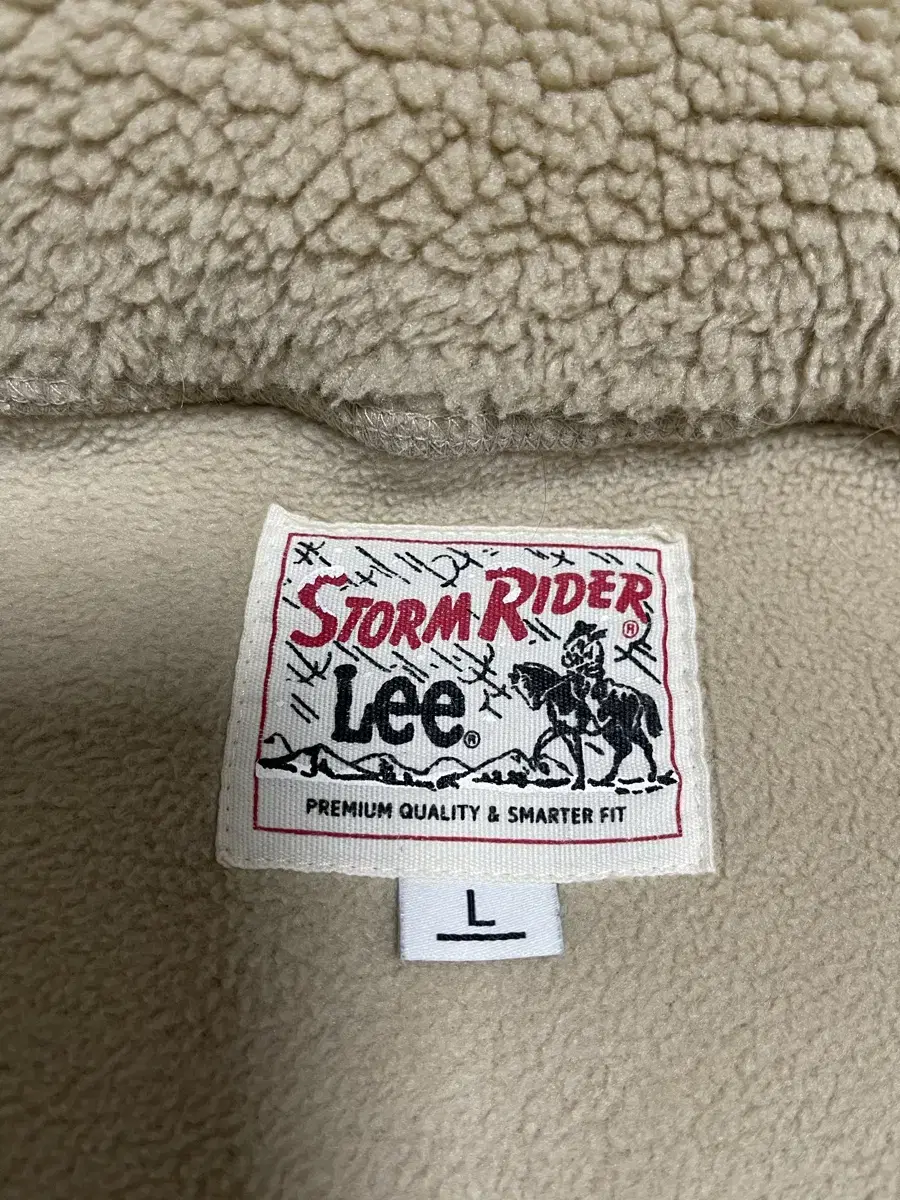 STORM RIDER ®
Lee ®
PREMIUM QUALITY & SMARTER FIT
L